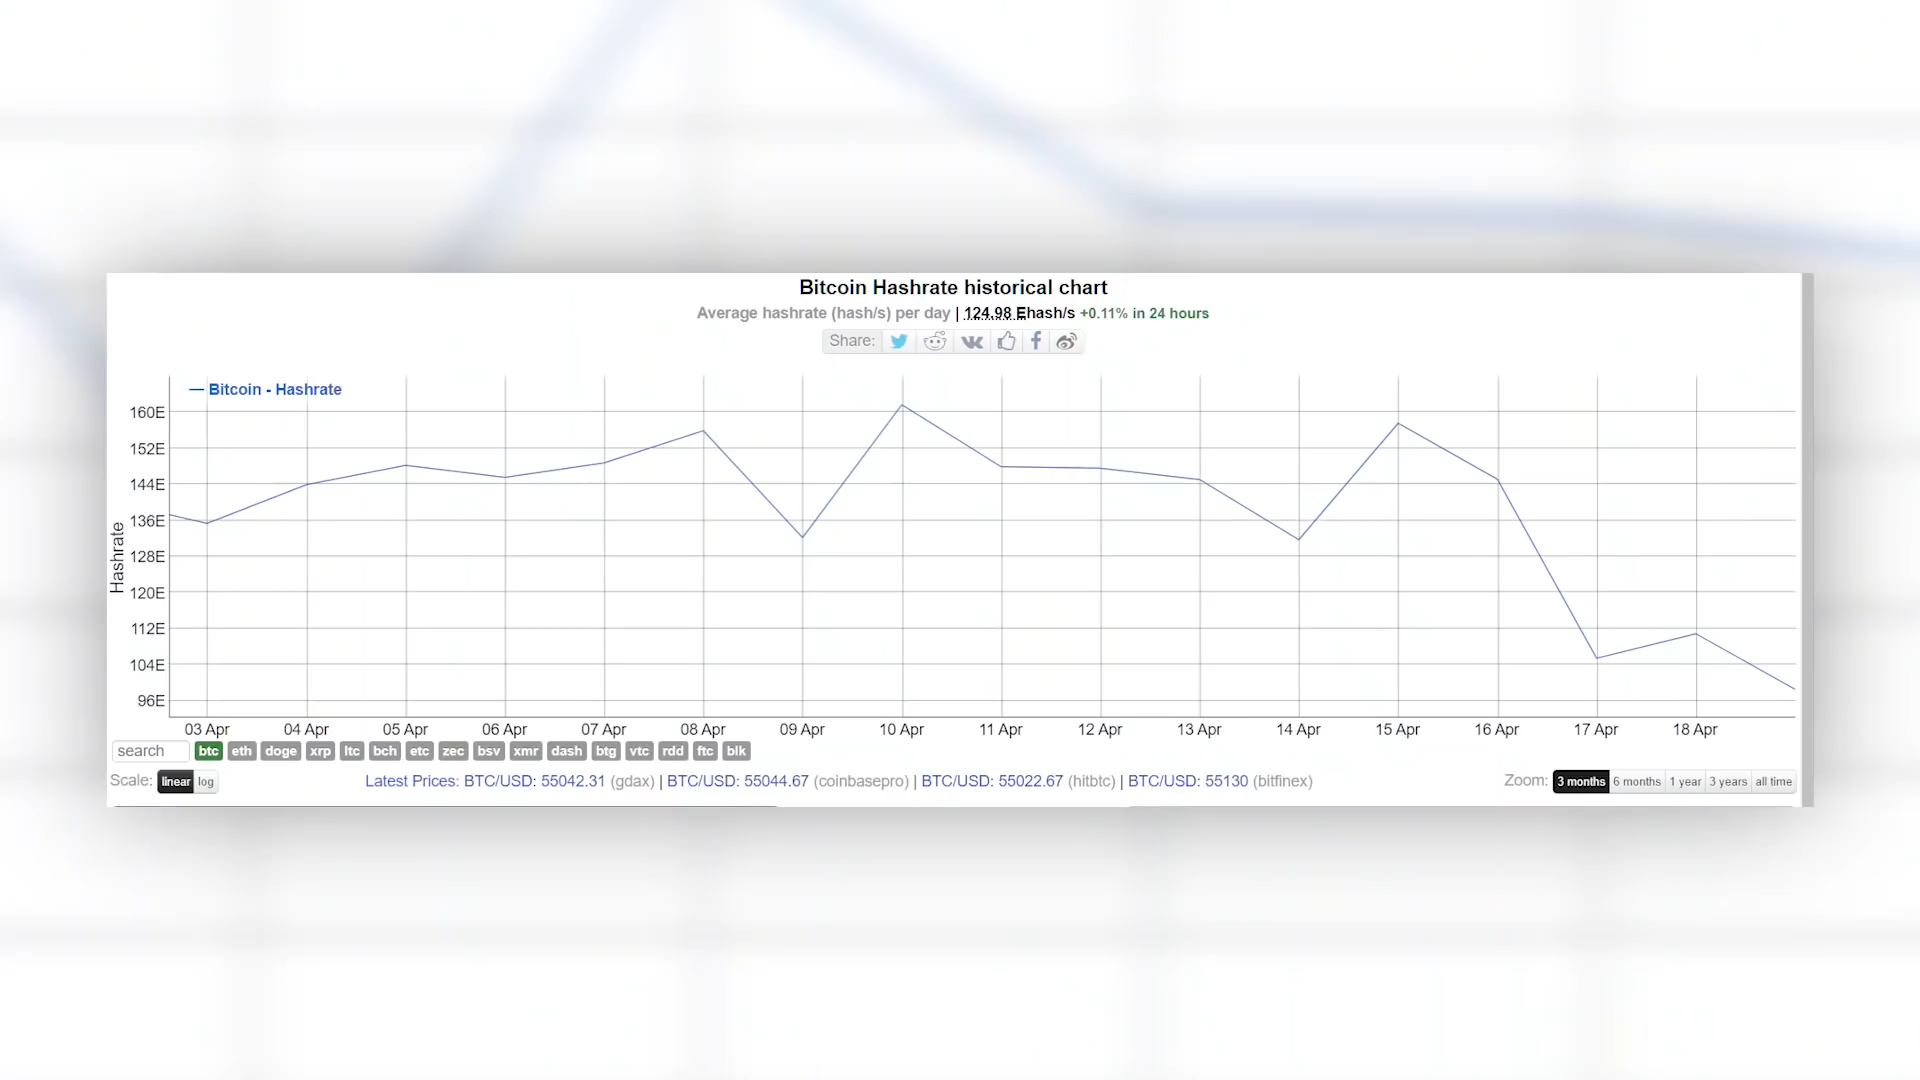 Bitcoin Hashrate historical chart
Average hashrate (hash/s) per day | 124.98 Ehash/s +0.11% in 24 hours
Share:
Bitcoin - Hashrate
160E
152E
144E
136E
128E
120E
112E
104E
96E
Hashrate
03 Apr 04 Apr 05 Apr 06 Apr 07 Apr 08 Apr 09 Apr 10 Apr 11 Apr 12 Apr 13 Apr 14 Apr 15 Apr 16 Apr 17 Apr 18 Apr
search btc eth doge xrp ltc bch etc zec bsv xmr dash btg vtc rdd ftc blk
Scale: linear log Latest Prices: BTC/USD: 55042.31 (gdax) | BTC/USD: 55044.67 (coinbasepro) | BTC/USD: 55022.67 (hitbtc) | BTC/USD: 55130 (bitfinex) Zoom: 3 months 6 months 1 year 3 years all time